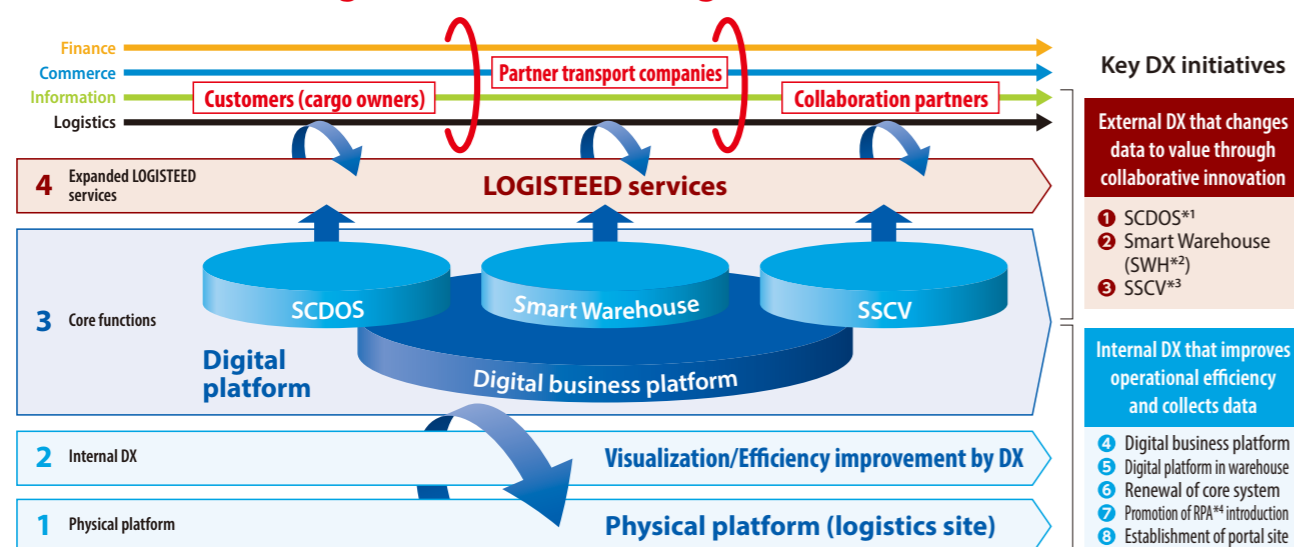 Finance
Commerce
Information
Logistics
Customers (cargo owners)
Partner transport companies
Collaboration partners
4 Expanded LOGISTEED
services
LOGISTEED services
3 Core functions
SCDOS
Smart Warehouse
SSCV
Digital
platform
Digital business platform
2 Internal DX
Visualization/Efficiency improvement by DX
1 Physical platform
Physical platform (logistics site)
Key DX initiatives
External DX that changes
data to value through
collaborative innovation
❶ SCDOS*¹
❷ Smart Warehouse
(SWH*²)
❸ SSCV*³
Internal DX that improves
operational efficiency
and collects data
❹ Digital business platform
❺ Digital platform in warehouse
❻ Renewal of core system
❼ Promotion of RPA*⁴ introduction
❽ Establishment of portal site